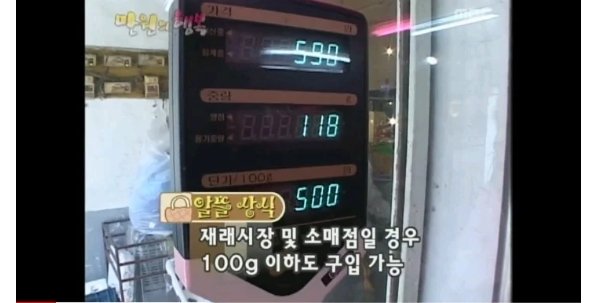 만원의행복
가격
원
590
중량
g
118
단가/100g
원
500
알뜰 상식
재래시장 및 소매점일 경우
100g 이하도 구입 가능